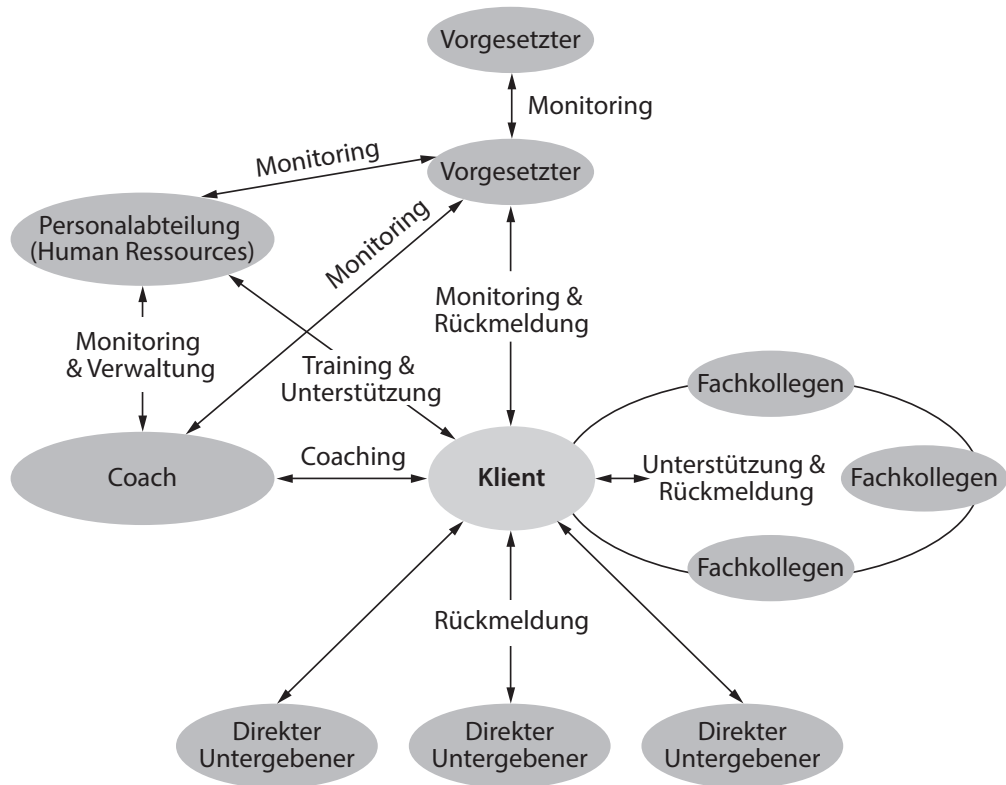 Vorgesetzter
Monitoring
Monitoring
Vorgesetzter
Personalabteilung
(Human Ressources)
Monitoring
Monitoring &
Rückmeldung
Monitoring
& Verwaltung
Training &
Unterstützung
Fachkollegen
Coach
Coaching
Klient
Unterstützung &
Rückmeldung
Fachkollegen
Fachkollegen
Rückmeldung
Direkter
Untergebener
Direkter
Untergebener
Direkter
Untergebener